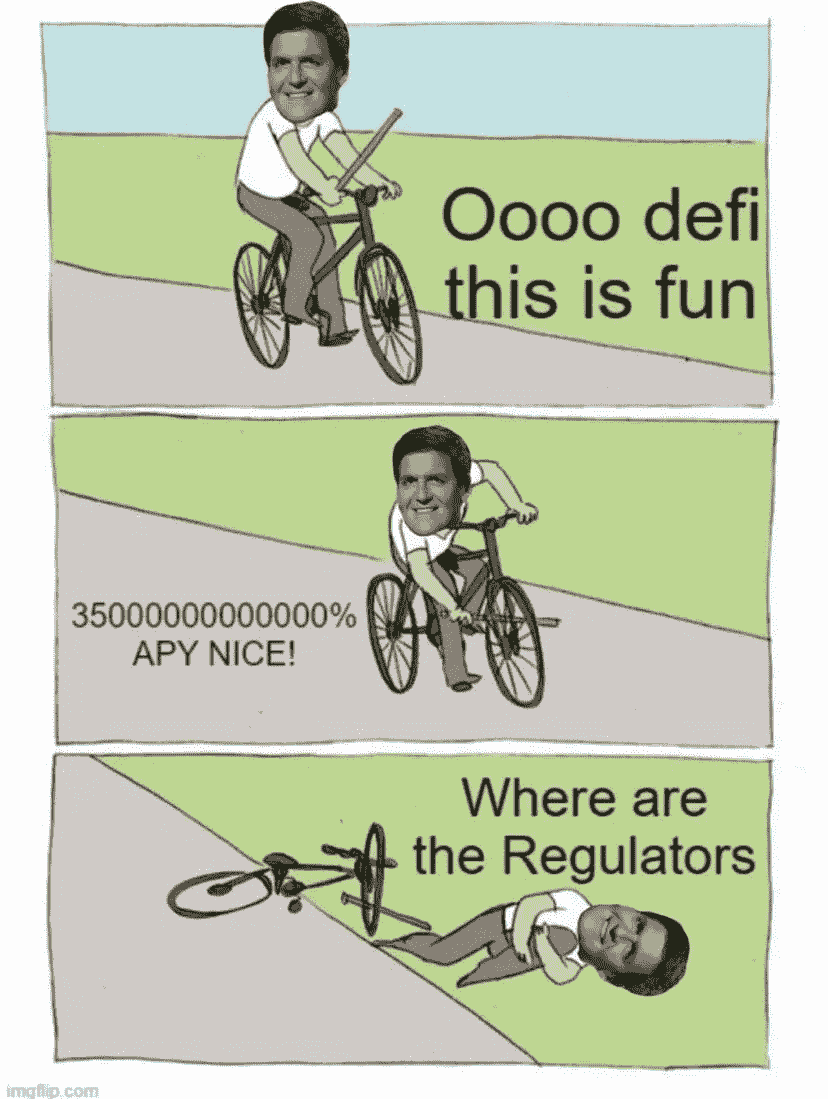 Oooo defi
this is fun
35000000000000%
APY NICE!
Where are
the Regulators
imgflip.com